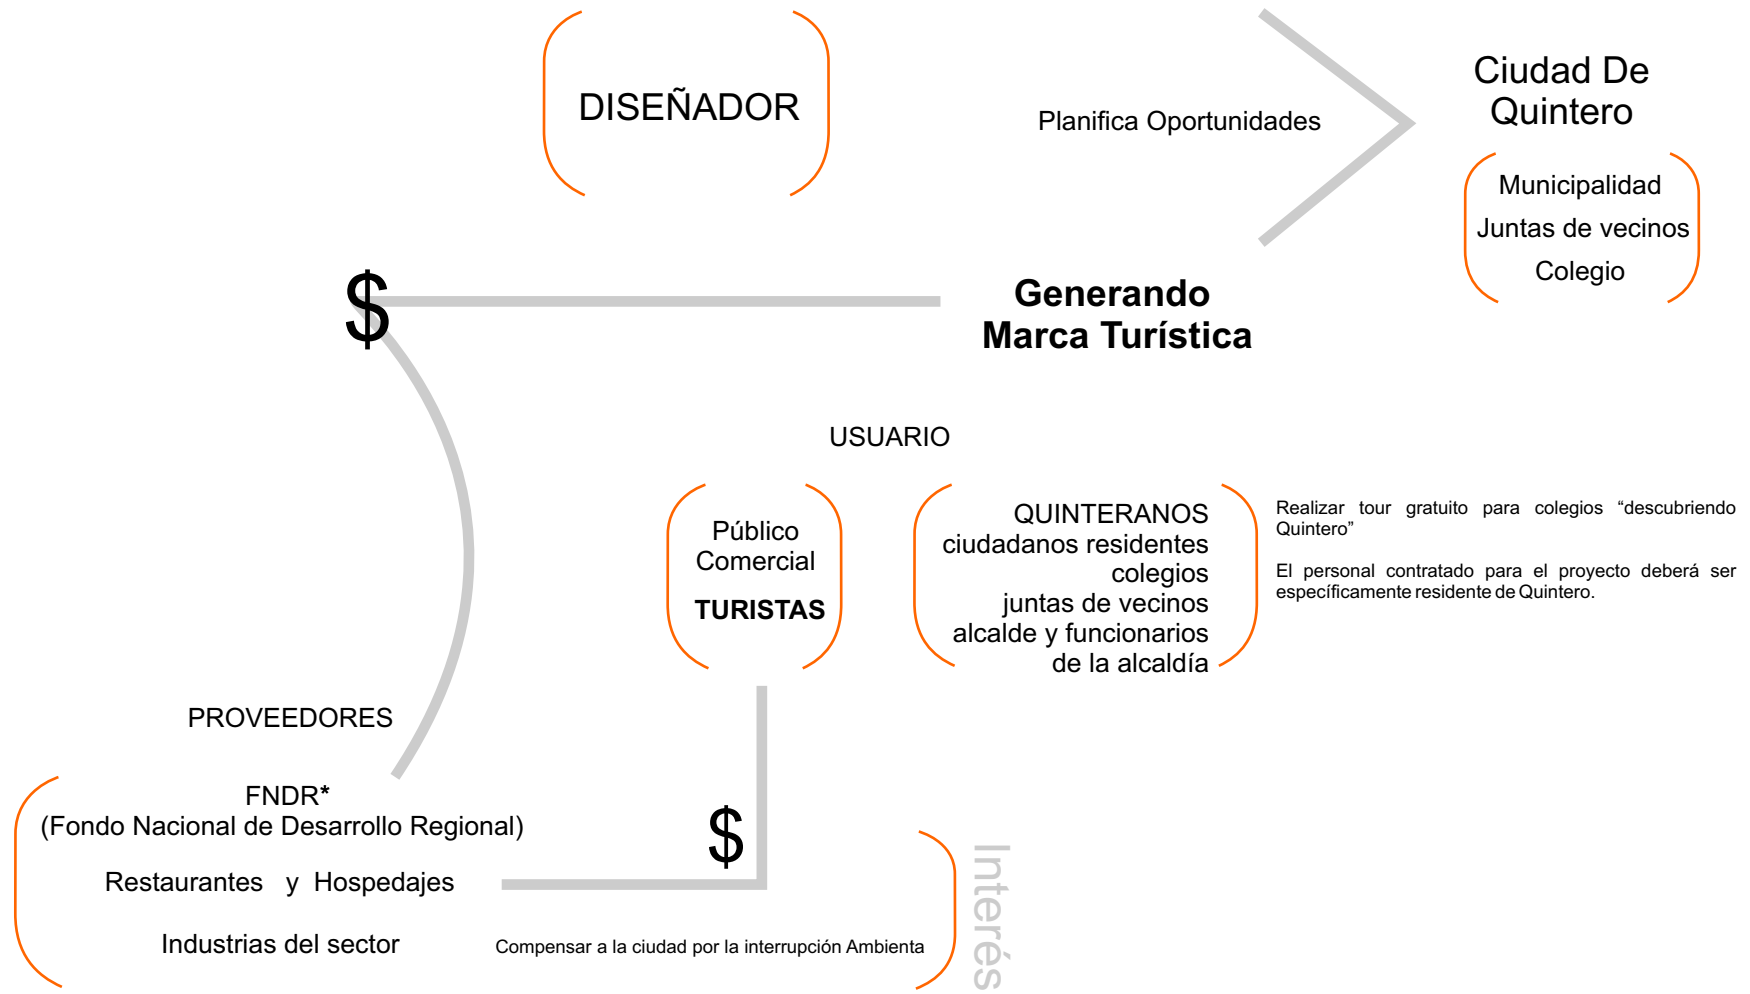 DISEÑADOR
Planifica Oportunidades
Ciudad De
Quintero
Municipalidad
Juntas de vecinos
Colegio
$
Generando
Marca Turística
USUARIO
Público
Comercial
TURISTAS
QUINTERANOS
ciudadanos residentes
colegios
juntas de vecinos
alcalde y funcionarios
de la alcaldía
Realizar tour gratuito para colegios “descubriendo
Quintero”
El personal contratado para el proyecto deberá ser
específicamente residente de Quintero.
PROVEEDORES
FNDR*
(Fondo Nacional de Desarrollo Regional)
$
Restaurantes y Hospedajes
Industrias del sector
Compensar a la ciudad por la interrupción Ambienta
Interés